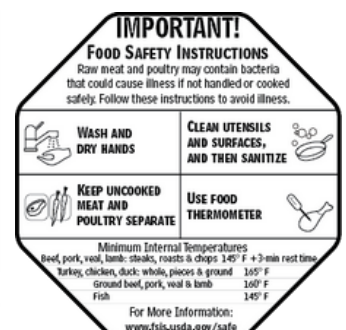 IMPORTANT!
FOOD SAFETY INSTRUCTIONS
Raw meat and poultry may contain bacteria
that could cause illness if not handled or cooked
safely. Follow these instructions to avoid illness.
WASH AND
DRY HANDS
CLEAN UTENSILS
AND SURFACES,
AND THEN SANITIZE
KEEP UNCOOKED
MEAT AND
POULTRY SEPARATE
USE FOOD
THERMOMETER
Minimum Internal Temperatures
Beef, pork, veal, lamb: steaks, roasts & chops 145° F +3-min rest time
Turkey, chicken, duck: whole, pieces & ground 165° F
Ground beef, pork, veal & lamb 160° F
Fish 145° F
For More Information:
www.fsis.usda.gov/safe